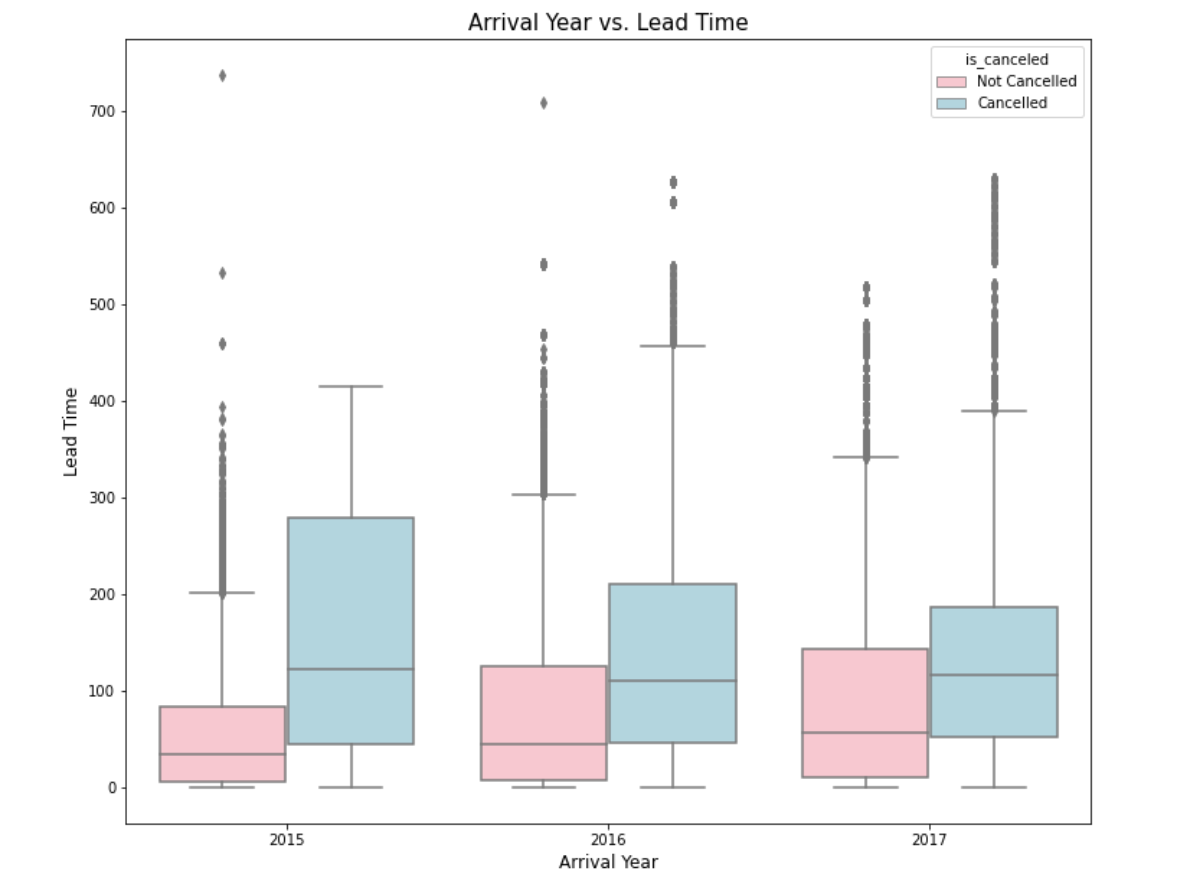 Arrival Year vs. Lead Time
is_canceled
Not Cancelled
Cancelled
700
600
500
400
300
200
100
0
Lead Time
2015 2016 2017
Arrival Year